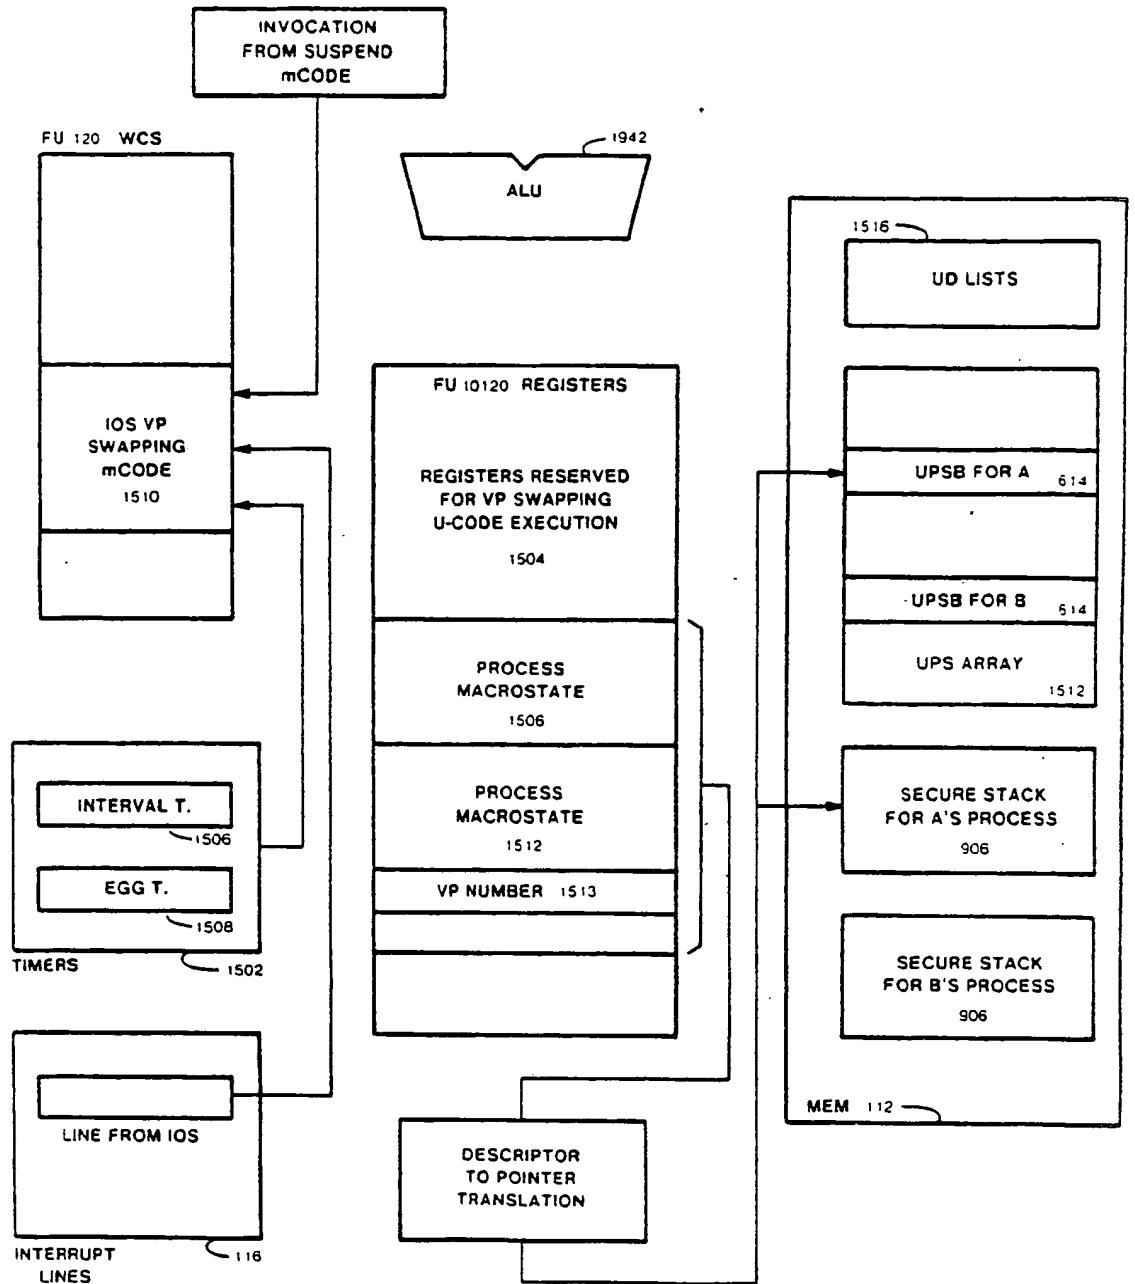 INVOCATION
FROM SUSPEND
mCODE
FU 120 WCS
1942
ALU
IOS VP
SWAPPING
mCODE
1510
FU 10120 REGISTERS
REGISTERS RESERVED
FOR VP SWAPPING
U-CODE EXECUTION
1504
PROCESS
MACROSTATE
1506
PROCESS
MACROSTATE
1512
VP NUMBER 1513
INTERVAL T.
1506
EGG T.
1508
TIMERS
1502
LINE FROM IOS
INTERRUPT
LINES
116
DESCRIPTOR
TO POINTER
TRANSLATION
1516
UD LISTS
UPSB FOR A
614
UPSB FOR B
614
UPS ARRAY
1512
SECURE STACK
FOR A'S PROCESS
906
SECURE STACK
FOR B'S PROCESS
906
MEM 112